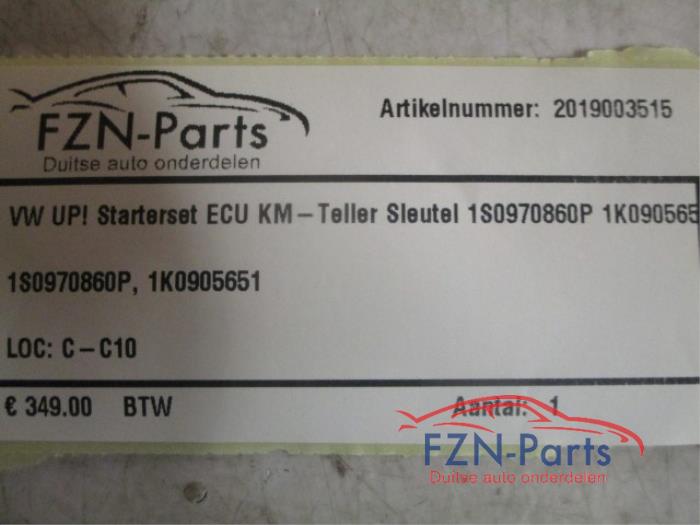 FZN-Parts
Duitse auto onderdelen
Artikelnummer: 2019003515
VW UP! Starterset ECU KM-Teller Sleutel 1S0970860P 1K090565
1S0970860P, 1K0905651
LOC: C-C10
€ 349.00 BTW
Aantal: 1
FZN-Parts
Duitse auto onderdelen